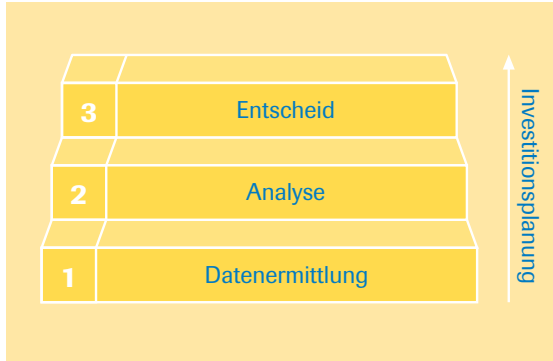 3 Entscheid
2 Analyse
1 Datenermittlung
Investitionsplanung